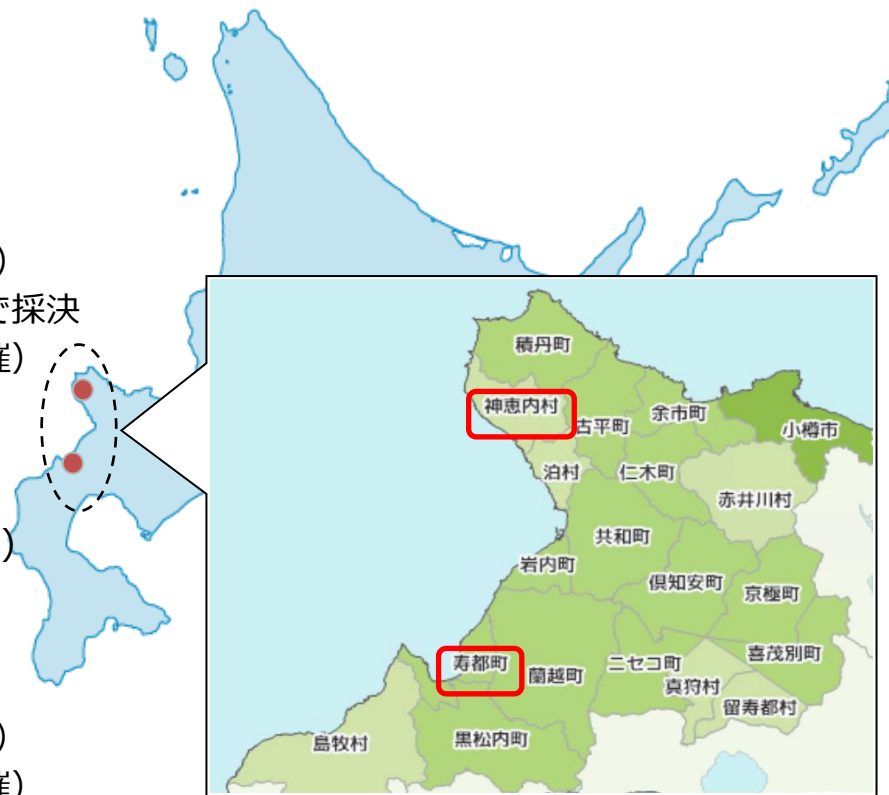 ）
で採決
催）
）
）
催）
積丹町
神恵内村
古平町
余市町
小樽市
泊村
仁木町
赤井川村
共和町
岩内町
倶知安町
京極町
寿都町
蘭越町
ニセコ町
喜茂別町
真狩村
留寿都村
島牧村
黒松内町